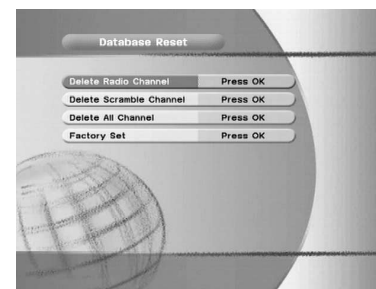 Database Reset
Delete Radio Channel Press OK
Delete Scramble Channel Press OK
Delete All Channel Press OK
Factory Set Press OK